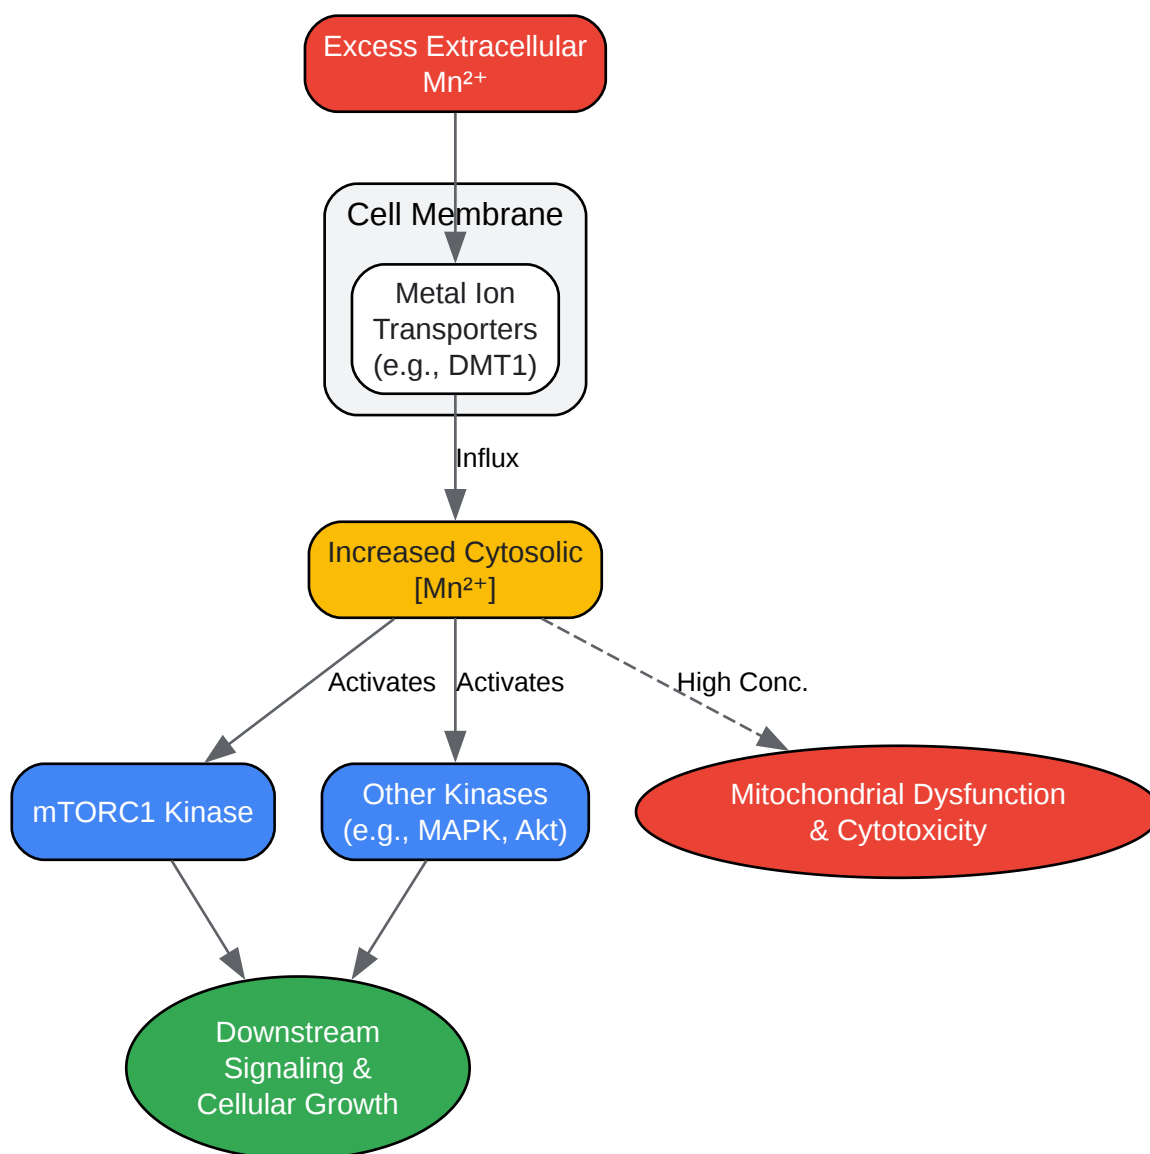 Excess Extracellular
Mn²⁺
Cell Membrane
Metal Ion
Transporters
(e.g., DMT1)
Influx
Increased Cytosolic
[Mn²⁺]
Activates
Activates
High Conc.
mTORC1 Kinase
Other Kinases
(e.g., MAPK, Akt)
Mitochondrial Dysfunction
& Cytotoxicity
Downstream
Signaling &
Cellular Growth